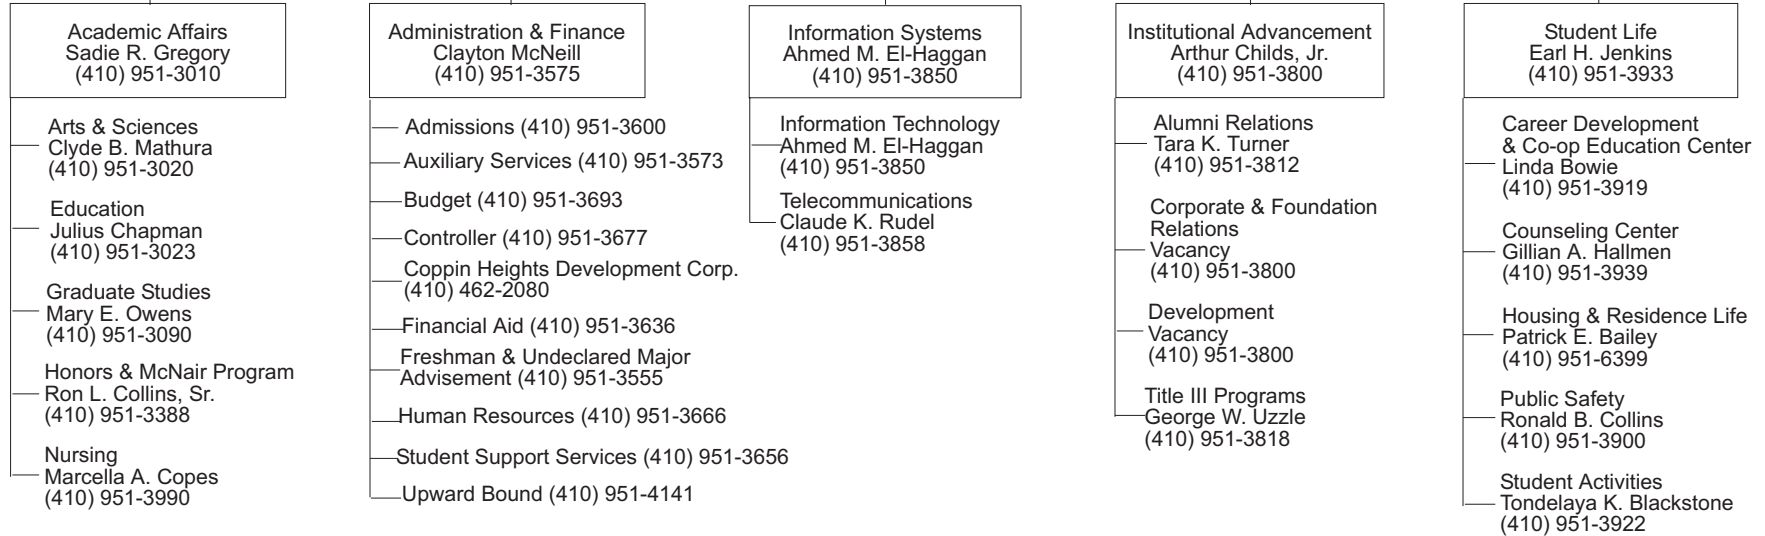 Academic Affairs
Sadie R. Gregory
(410) 951-3010
Arts & Sciences
Clyde B. Mathura
(410) 951-3020
Education
Julius Chapman
(410) 951-3023
Graduate Studies
Mary E. Owens
(410) 951-3090
Honors & McNair Program
Ron L. Collins, Sr.
(410) 951-3388
Nursing
Marcella A. Copes
(410) 951-3990
Administration & Finance
Clayton McNeill
(410) 951-3575
Admissions (410) 951-3600
Auxiliary Services (410) 951-3573
Budget (410) 951-3693
Controller (410) 951-3677
Coppin Heights Development Corp.
(410) 462-2080
Financial Aid (410) 951-3636
Freshman & Undeclared Major
Advisement (410) 951-3555
Human Resources (410) 951-3666
Student Support Services (410) 951-3656
Upward Bound (410) 951-4141
Information Systems
Ahmed M. El-Haggan
(410) 951-3850
Information Technology
Ahmed M. El-Haggan
(410) 951-3850
Telecommunications
Claude K. Rudel
(410) 951-3858
Institutional Advancement
Arthur Childs, Jr.
(410) 951-3800
Alumni Relations
Tara K. Turner
(410) 951-3812
Corporate & Foundation
Relations
Vacancy
(410) 951-3800
Development
Vacancy
(410) 951-3800
Title III Programs
George W. Uzzle
(410) 951-3818
Student Life
Earl H. Jenkins
(410) 951-3933
Career Development
& Co-op Education Center
Linda Bowie
(410) 951-3919
Counseling Center
Gillian A. Hallmen
(410) 951-3939
Housing & Residence Life
Patrick E. Bailey
(410) 951-6399
Public Safety
Ronald B. Collins
(410) 951-3900
Student Activities
Tondelaya K. Blackstone
(410) 951-3922